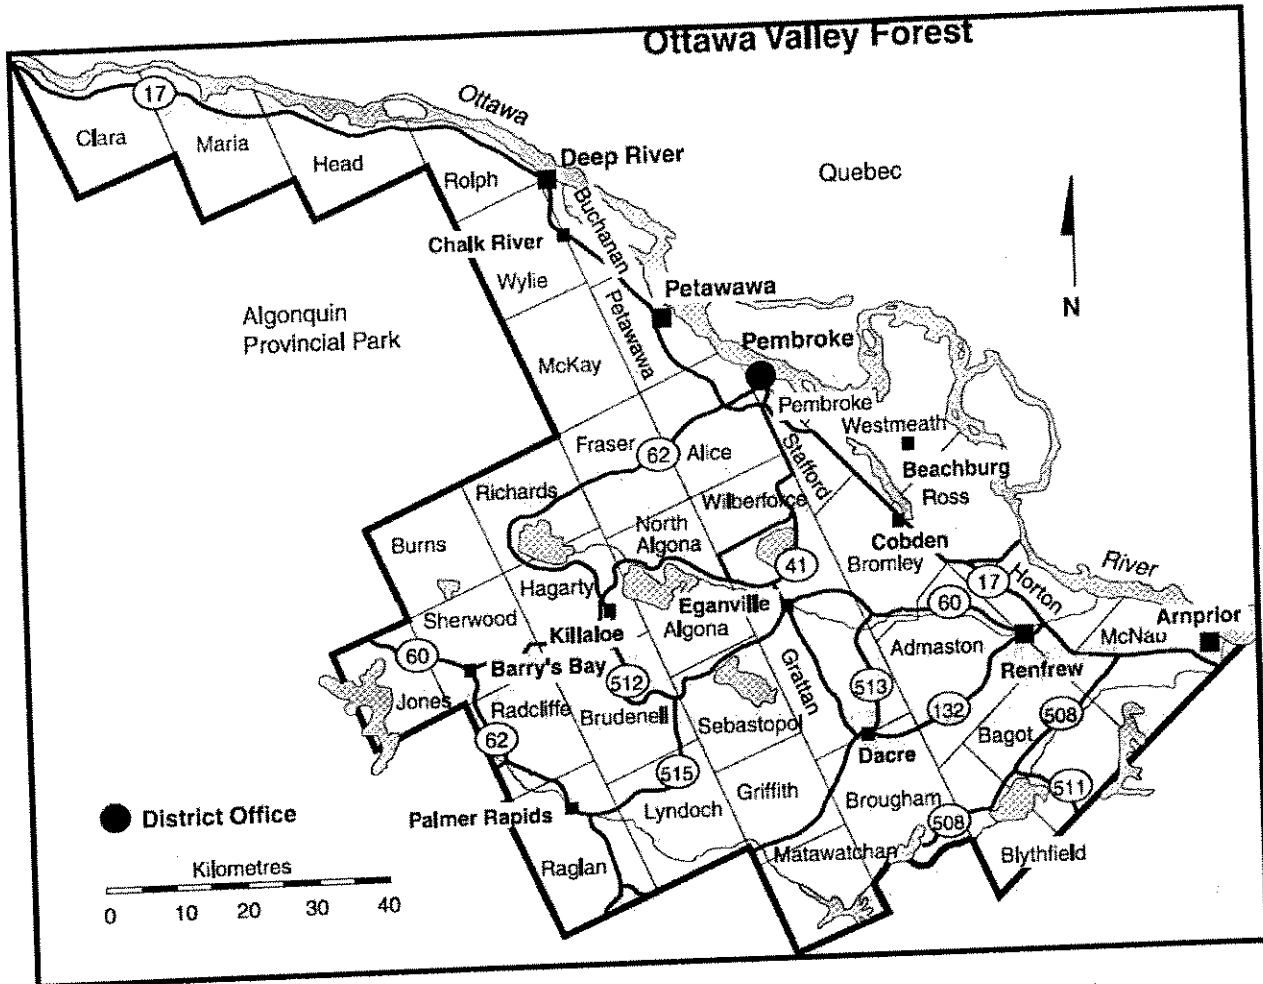 Ottawa Valley Forest
17
Ottawa
Clara
Maria
Head
Rolph
Deep River
Quebec
Buchanan
Chalk River
Wylie
Petawawa
Petawawa
N
Algonquin
Provincial Park
McKay
Pembroke
Pembroke
Westmeath
Fraser
62
Alice
Stafford
Beachburg
Ross
Richards
Wilberforce
Burns
North
Algona
Cobden
Bromley
41
River
17
Horton
Hagarty
Eganville
60
Arnprior
Sherwood
Killaloe
Algona
Admaston
McNab
60
Barry's Bay
512
Grattan
513
Renfrew
Jones
Radcliffe
Brudenell
Sebastopol
132
508
Bagot
62
Dacre
515
511
Griffith
Brougham
District Office
Palmer Rapids
Lyndoch
508
Kilometres
Raglan
Matawatchan
Blythfield
0 10 20 30 40